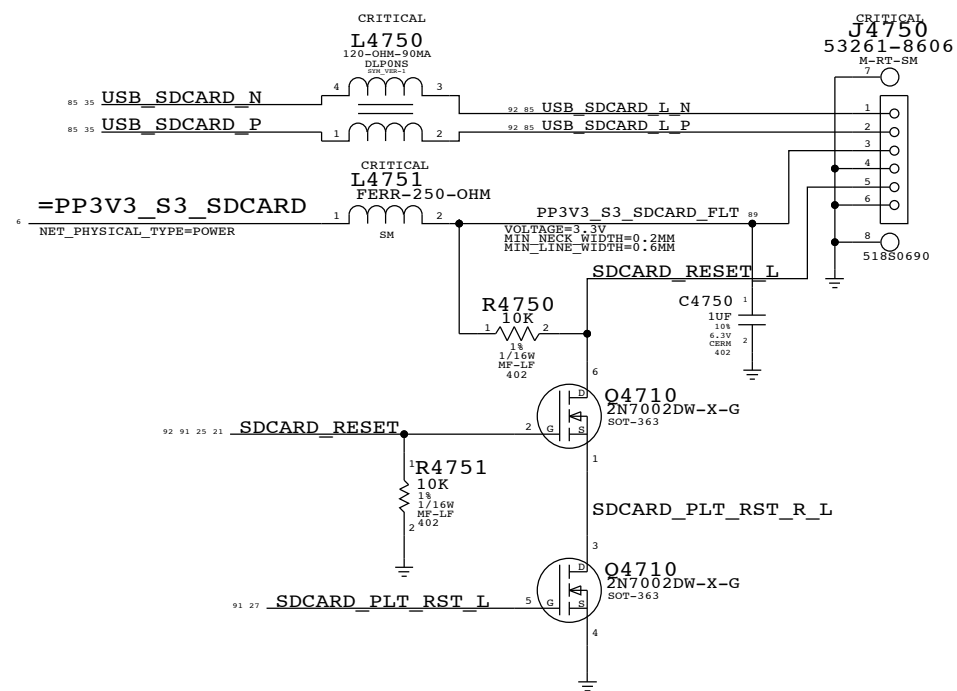 CRITICAL
L4750
120-OHM-90MA
DLP0NS
SYM_VER-1
4
3
85 35 USB_SDCARD_N
92 85 USB_SDCARD_L_N
85 35 USB_SDCARD_P
1
2
92 85 USB_SDCARD_L_P
CRITICAL
J4750
53261-8606
M-RT-SM
7
1
2
3
4
5
6
8
518S0690
CRITICAL
L4751
FERR-250-OHM
6 =PP3V3_S3_SDCARD
1
2
SM
NET_PHYSICAL_TYPE=POWER
PP3V3_S3_SDCARD_FLT 89
VOLTAGE=3.3V
MIN_NECK_WIDTH=0.2MM
MIN_LINE_WIDTH=0.6MM
SDCARD_RESET_L
R4750
10K
1
2
1%
1/16W
MF-LF
402
C4750
1
1UF
10%
6.3V
CERM
402
2
6
D
Q4710
2N7002DW-X-G
SOT-363
92 91 25 21 SDCARD_RESET
2
G
S
1
1
R4751
10K
1%
1/16W
MF-LF
402
2
SDCARD_PLT_RST_R_L
3
D
Q4710
2N7002DW-X-G
SOT-363
91 27 SDCARD_PLT_RST_L
5
G
S
4